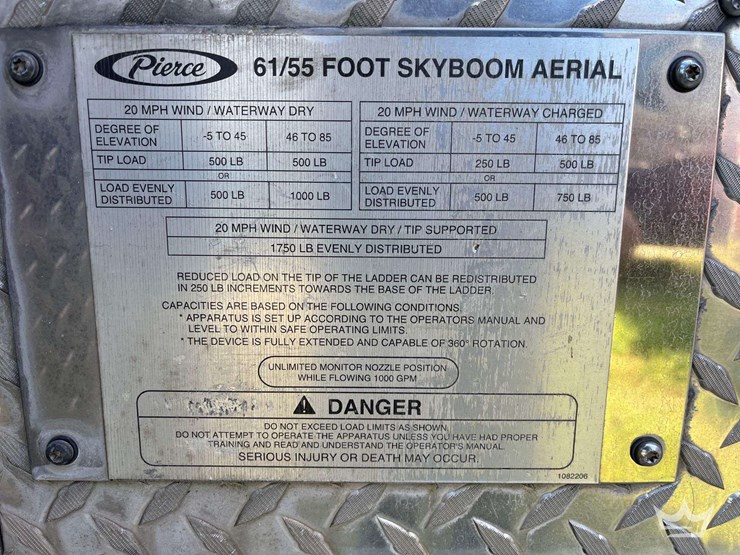 Pierce 61/55 FOOT SKYBOOM AERIAL
20 MPH WIND / WATERWAY DRY
DEGREE OF ELEVATION -5 TO 45 46 TO 85
TIP LOAD 500 LB 500 LB
OR
LOAD EVENLY DISTRIBUTED 500 LB 1000 LB
20 MPH WIND / WATERWAY CHARGED
DEGREE OF ELEVATION -5 TO 45 46 TO 85
TIP LOAD 250 LB 500 LB
OR
LOAD EVENLY DISTRIBUTED 500 LB 750 LB
20 MPH WIND / WATERWAY DRY / TIP SUPPORTED
1750 LB EVENLY DISTRIBUTED
REDUCED LOAD ON THE TIP OF THE LADDER CAN BE REDISTRIBUTED
IN 250 LB INCREMENTS TOWARDS THE BASE OF THE LADDER.
CAPACITIES ARE BASED ON THE FOLLOWING CONDITIONS.
* APPARATUS IS SET UP ACCORDING TO THE OPERATORS MANUAL AND
LEVEL TO WITHIN SAFE OPERATING LIMITS.
* THE DEVICE IS FULLY EXTENDED AND CAPABLE OF 360° ROTATION.
UNLIMITED MONITOR NOZZLE POSITION
WHILE FLOWING 1000 GPM
DANGER
DO NOT EXCEED LOAD LIMITS AS SHOWN.
DO NOT ATTEMPT TO OPERATE THE APPARATUS UNLESS YOU HAVE HAD PROPER
TRAINING AND READ AND UNDERSTAND THE OPERATOR'S MANUAL.
SERIOUS INJURY OR DEATH MAY OCCUR.
1082206